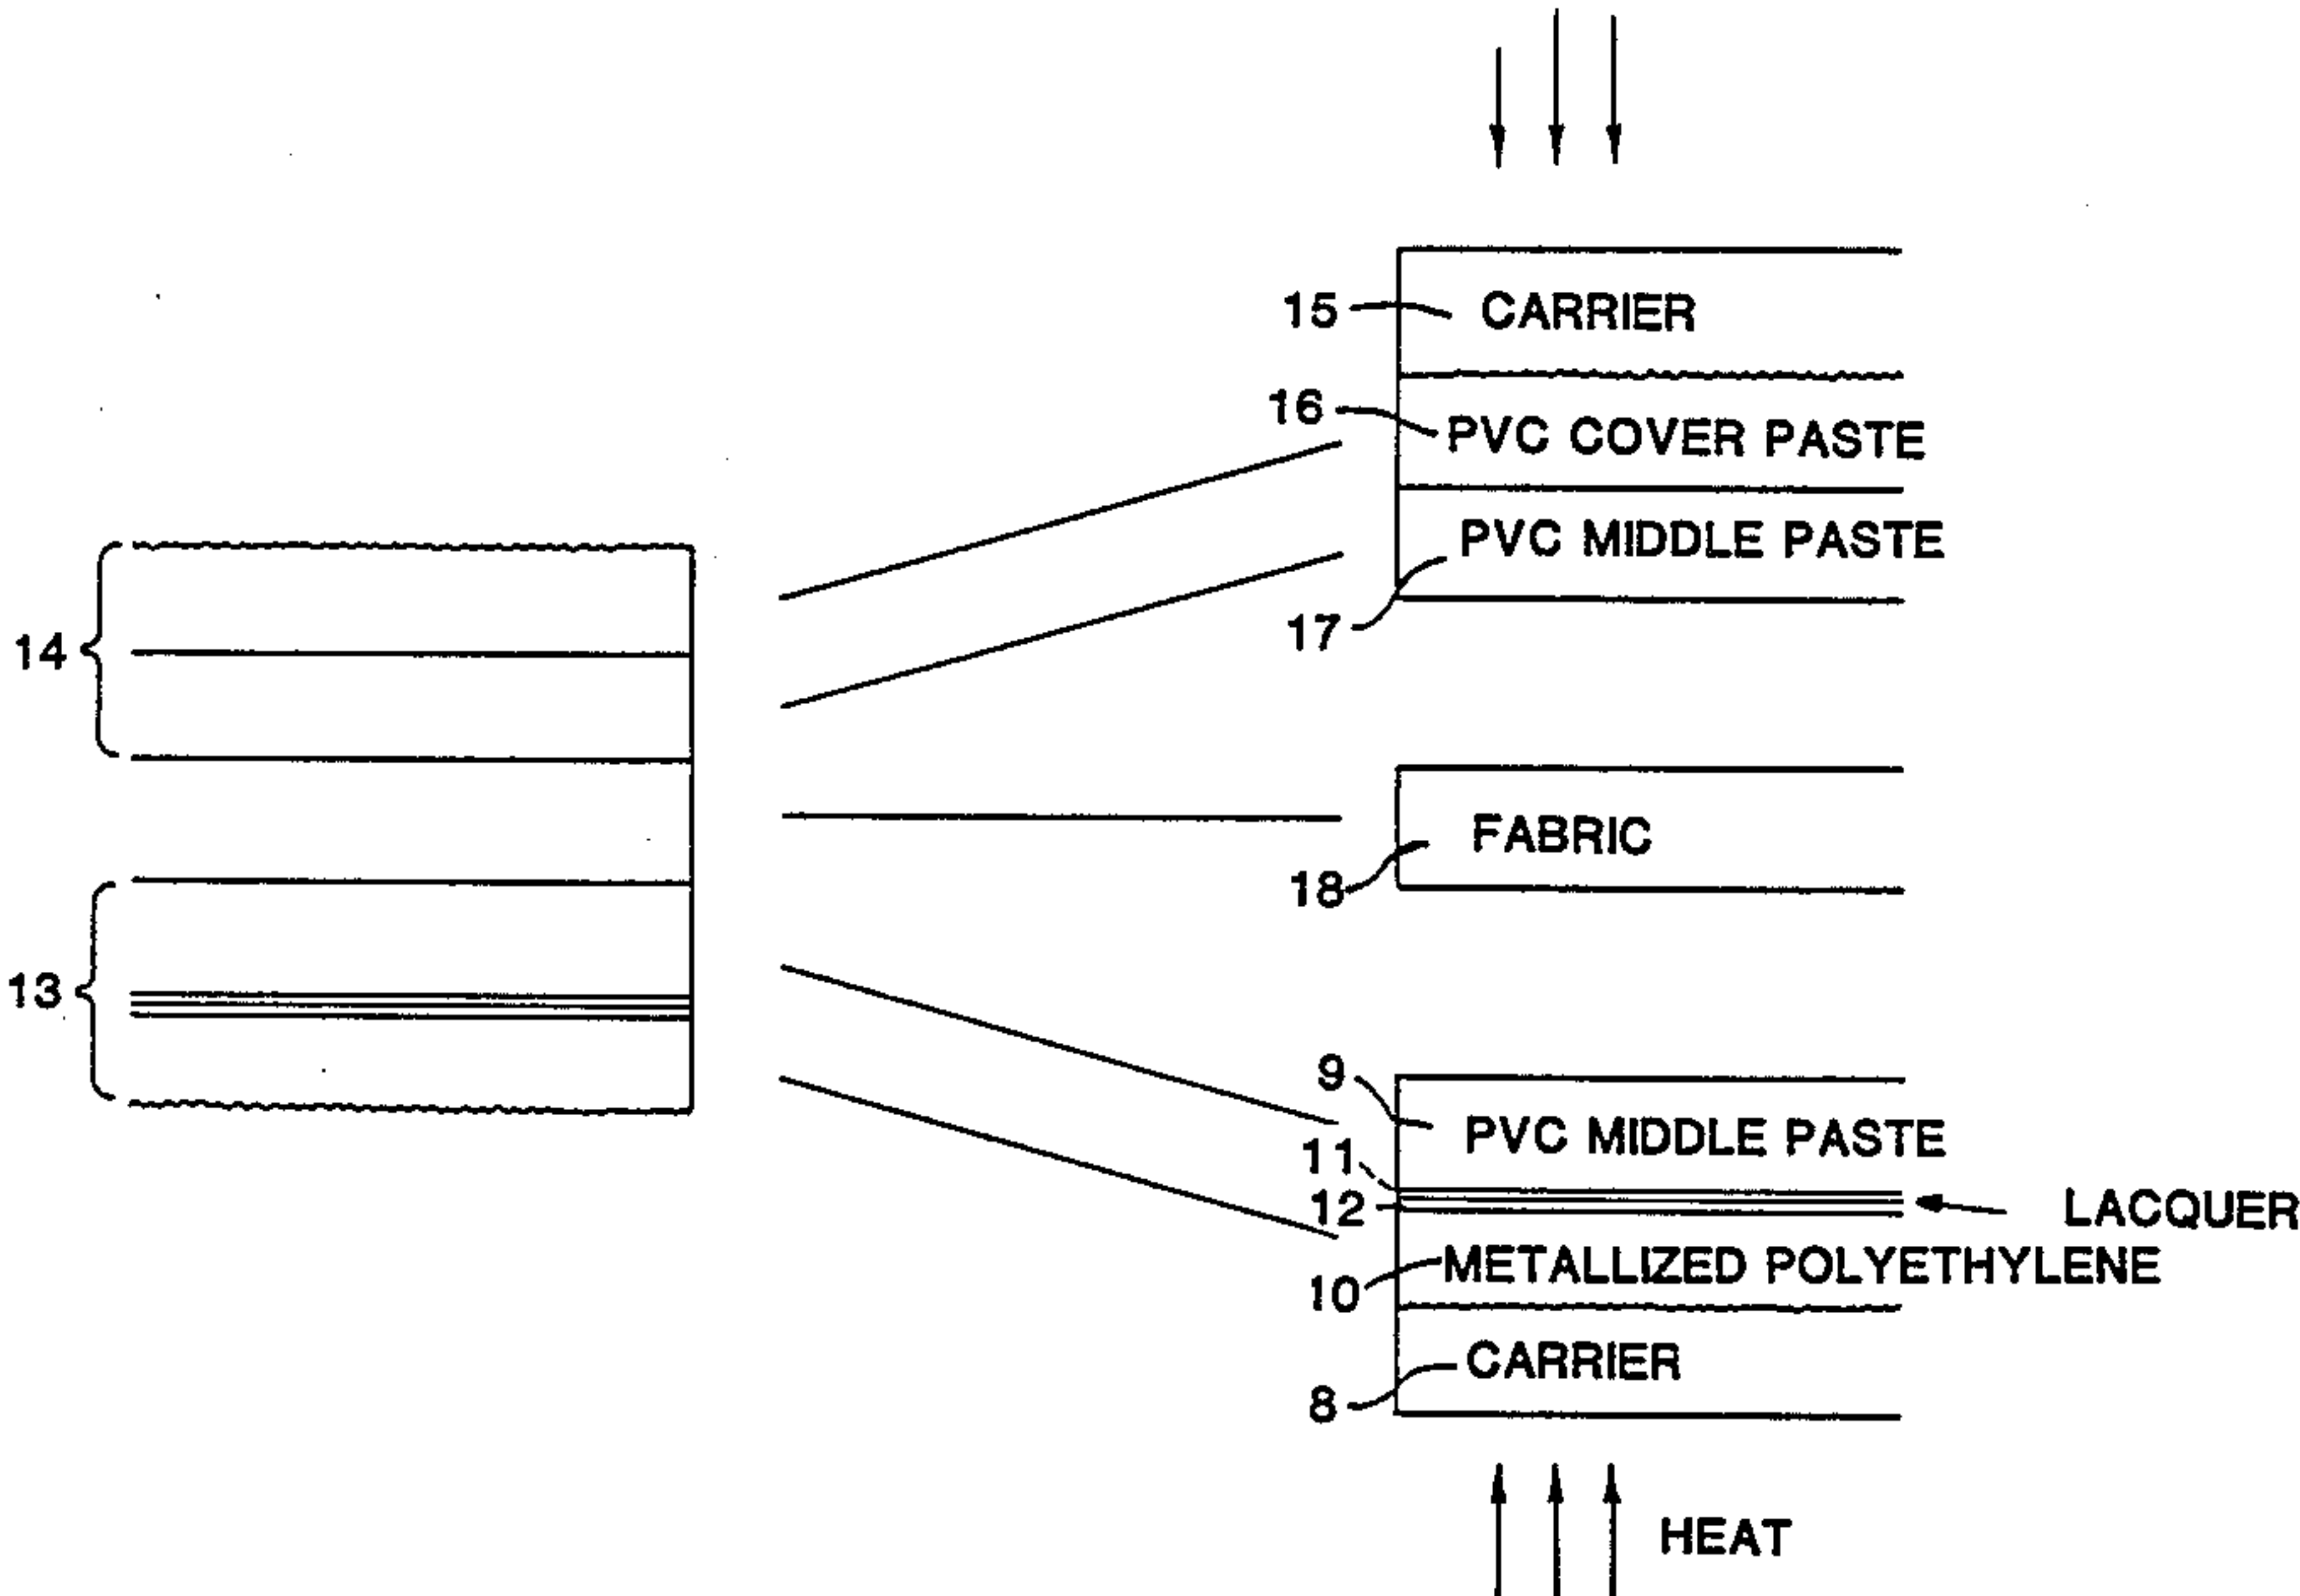 15 CARRIER
16 PVC COVER PASTE
PVC MIDDLE PASTE
17
14
FABRIC
18
13
9
PVC MIDDLE PASTE
11
12
LACQUER
10 METALLIZED POLYETHYLENE
CARRIER
8
HEAT